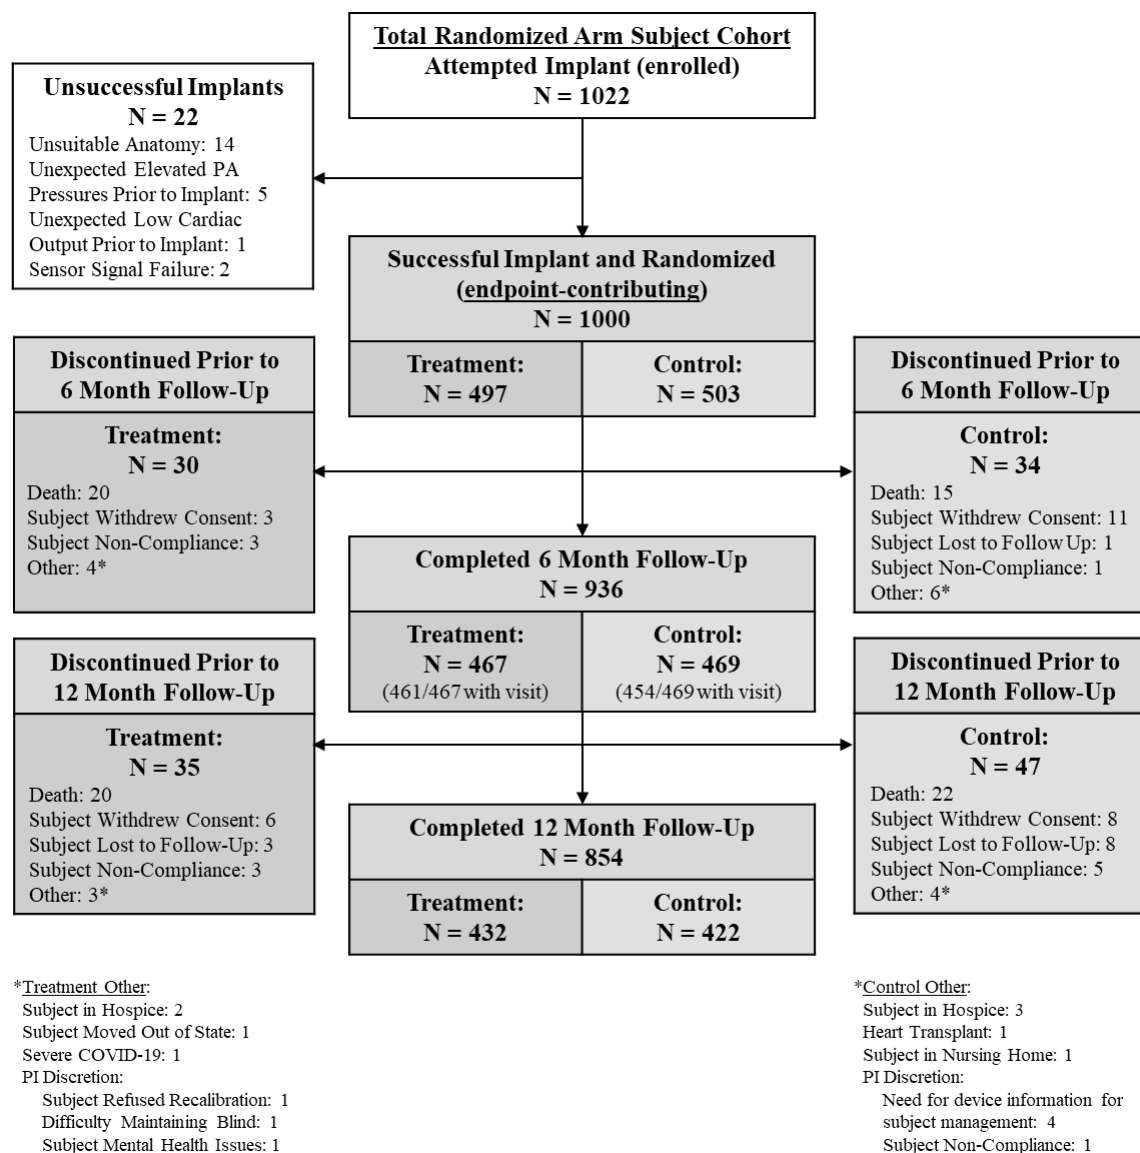 Total Randomized Arm Subject Cohort
Attempted Implant (enrolled)
N = 1022
Unsuccessful Implants
N = 22
Unsuitable Anatomy: 14
Unexpected Elevated PA
Pressures Prior to Implant: 5
Unexpected Low Cardiac
Output Prior to Implant: 1
Sensor Signal Failure: 2
Successful Implant and Randomized
(endpoint-contributing)
N = 1000
Treatment:
N = 497
Control:
N = 503
Discontinued Prior to
6 Month Follow-Up
Treatment:
N = 30
Death: 20
Subject Withdrew Consent: 3
Subject Non-Compliance: 3
Other: 4*
Discontinued Prior to
6 Month Follow-Up
Control:
N = 34
Death: 15
Subject Withdrew Consent: 11
Subject Lost to Follow Up: 1
Subject Non-Compliance: 1
Other: 6*
Completed 6 Month Follow-Up
N = 936
Treatment:
N = 467
(461/467 with visit)
Control:
N = 469
(454/469 with visit)
Discontinued Prior to
12 Month Follow-Up
Treatment:
N = 35
Death: 20
Subject Withdrew Consent: 6
Subject Lost to Follow-Up: 3
Subject Non-Compliance: 3
Other: 3*
Discontinued Prior to
12 Month Follow-Up
Control:
N = 47
Death: 22
Subject Withdrew Consent: 8
Subject Lost to Follow-Up: 8
Subject Non-Compliance: 5
Other: 4*
Completed 12 Month Follow-Up
N = 854
Treatment:
N = 432
Control:
N = 422
*Treatment Other:
Subject in Hospice: 2
Subject Moved Out of State: 1
Severe COVID-19: 1
PI Discretion:
Subject Refused Recalibration: 1
Difficulty Maintaining Blind: 1
Subject Mental Health Issues: 1
*Control Other:
Subject in Hospice: 3
Heart Transplant: 1
Subject in Nursing Home: 1
PI Discretion:
Need for device information for
subject management: 4
Subject Non-Compliance: 1